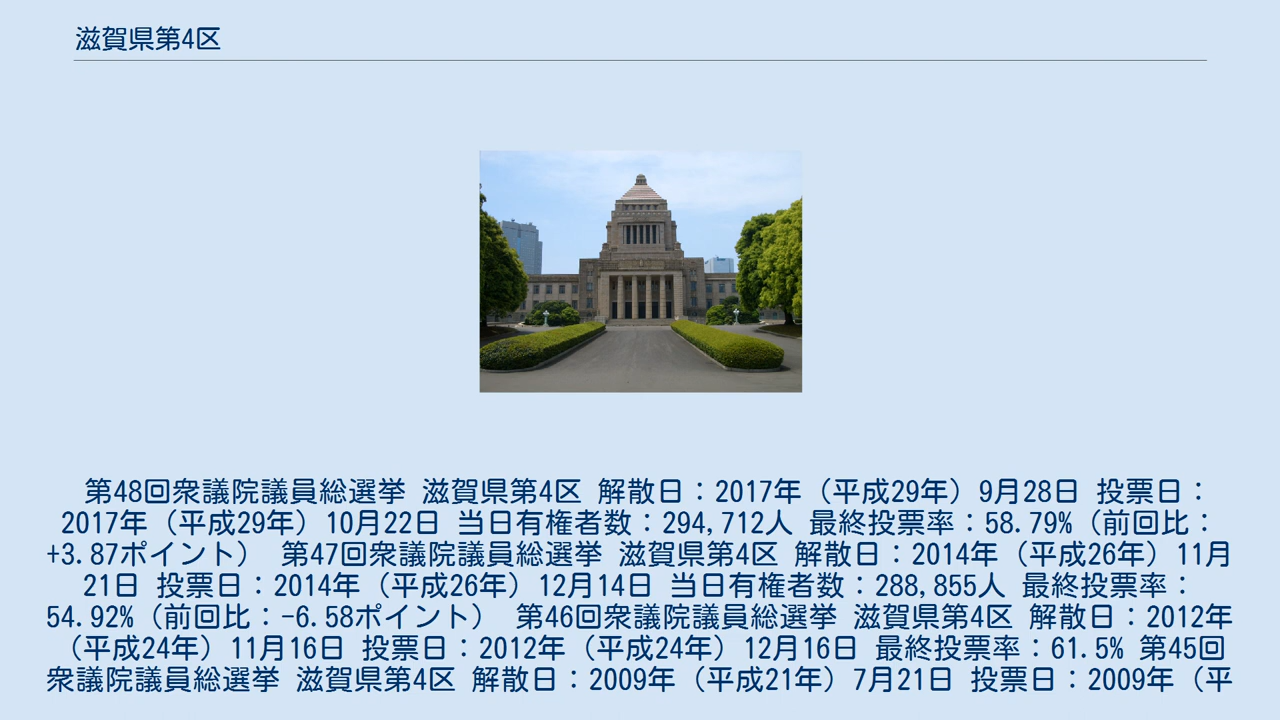 滋賀県第4区
第48回衆議院議員総選挙 滋賀県第4区 解散日：2017年（平成29年）9月28日 投票日：
2017年（平成29年）10月22日 当日有権者数：294,712人 最終投票率：58.79%（前回比：
+3.87ポイント） 第47回衆議院議員総選挙 滋賀県第4区 解散日：2014年（平成26年）11月
21日 投票日：2014年（平成26年）12月14日 当日有権者数：288,855人 最終投票率：
54.92%（前回比：-6.58ポイント） 第46回衆議院議員総選挙 滋賀県第4区 解散日：2012年
（平成24年）11月16日 投票日：2012年（平成24年）12月16日 最終投票率：61.5% 第45回
衆議院議員総選挙 滋賀県第4区 解散日：2009年（平成21年）7月21日 投票日：2009年（平